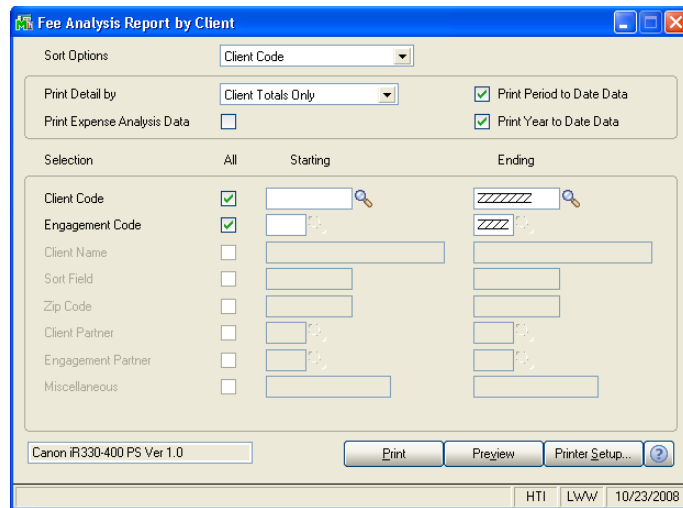 Fee Analysis Report by Client
Sort Options Client Code
Print Detail by Client Totals Only Print Period to Date Data
Print Expense Analysis Data Print Year to Date Data
Selection All Starting Ending
Client Code ZZZZZZZ
Engagement Code ZZZZ
Client Name
Sort Field
Zip Code
Client Partner
Engagement Partner
Miscellaneous
Canon iR330-400 PS Ver 1.0 Print Preview Printer Setup... ?
HTI LWW 10/23/2008